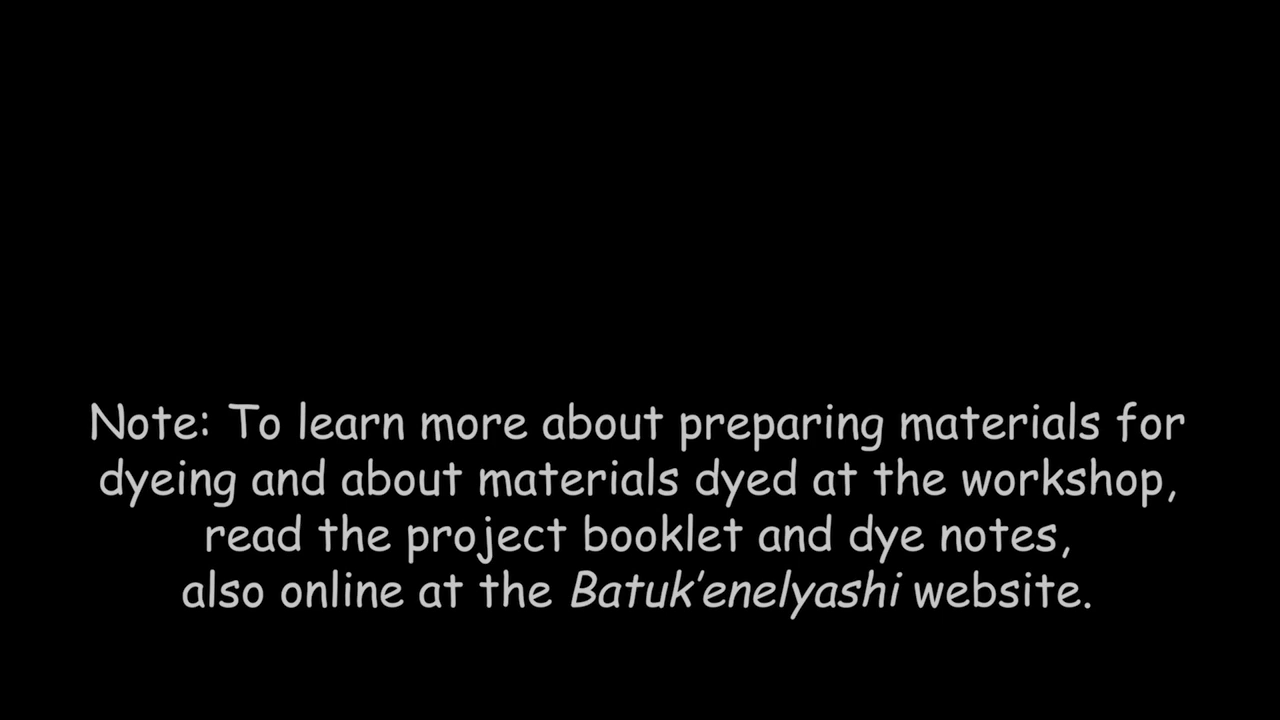 Note: To learn more about preparing materials for
dyeing and about materials dyed at the workshop,
read the project booklet and dye notes,
also online at the Batuk’enelyashi website.